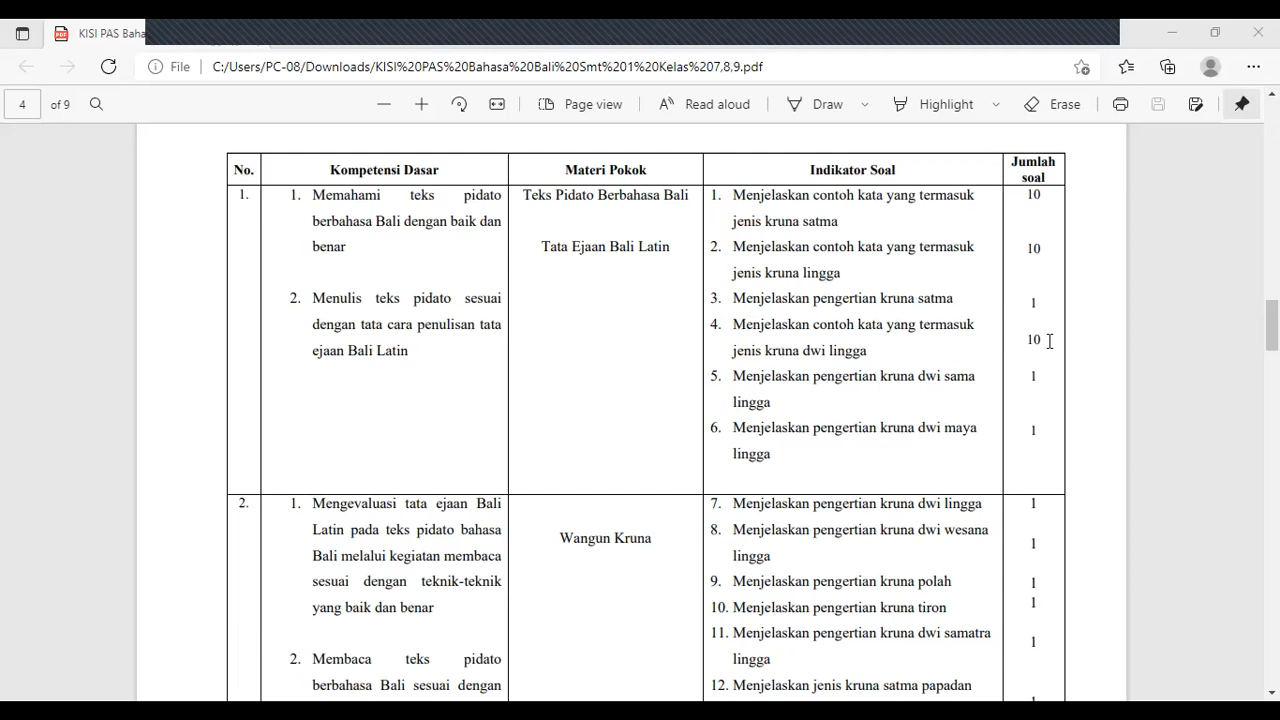 KISI PAS Baha
File C:/Users/PC-08/Downloads/KISI%20PAS%20Bahasa%20Bali%20Smt%201%20Kelas%207,8,9.pdf
4 of 9 Page view Read aloud Draw Highlight Erase
No. Kompetensi Dasar Materi Pokok Indikator Soal Jumlah soal
1. 1. Memahami teks pidato
berbahasa Bali dengan baik dan
benar
2. Menulis teks pidato sesuai
dengan tata cara penulisan tata
ejaan Bali Latin
Teks Pidato Berbahasa Bali
Tata Ejaan Bali Latin
1. Menjelaskan contoh kata yang termasuk
jenis kruna satma
2. Menjelaskan contoh kata yang termasuk
jenis kruna lingga
3. Menjelaskan pengertian kruna satma
4. Menjelaskan contoh kata yang termasuk
jenis kruna dwi lingga
5. Menjelaskan pengertian kruna dwi sama
lingga
6. Menjelaskan pengertian kruna dwi maya
lingga
10
10
1
10
1
1
2. 1. Mengevaluasi tata ejaan Bali
Latin pada teks pidato bahasa
Bali melalui kegiatan membaca
sesuai dengan teknik-teknik
yang baik dan benar
2. Membaca teks pidato
berbahasa Bali sesuai dengan
Wangun Kruna
7. Menjelaskan pengertian kruna dwi lingga
8. Menjelaskan pengertian kruna dwi wesana
lingga
9. Menjelaskan pengertian kruna polah
10. Menjelaskan pengertian kruna tiron
11. Menjelaskan pengertian kruna dwi samatra
lingga
12. Menjelaskan jenis kruna satma papadan
1
1
1
1
1